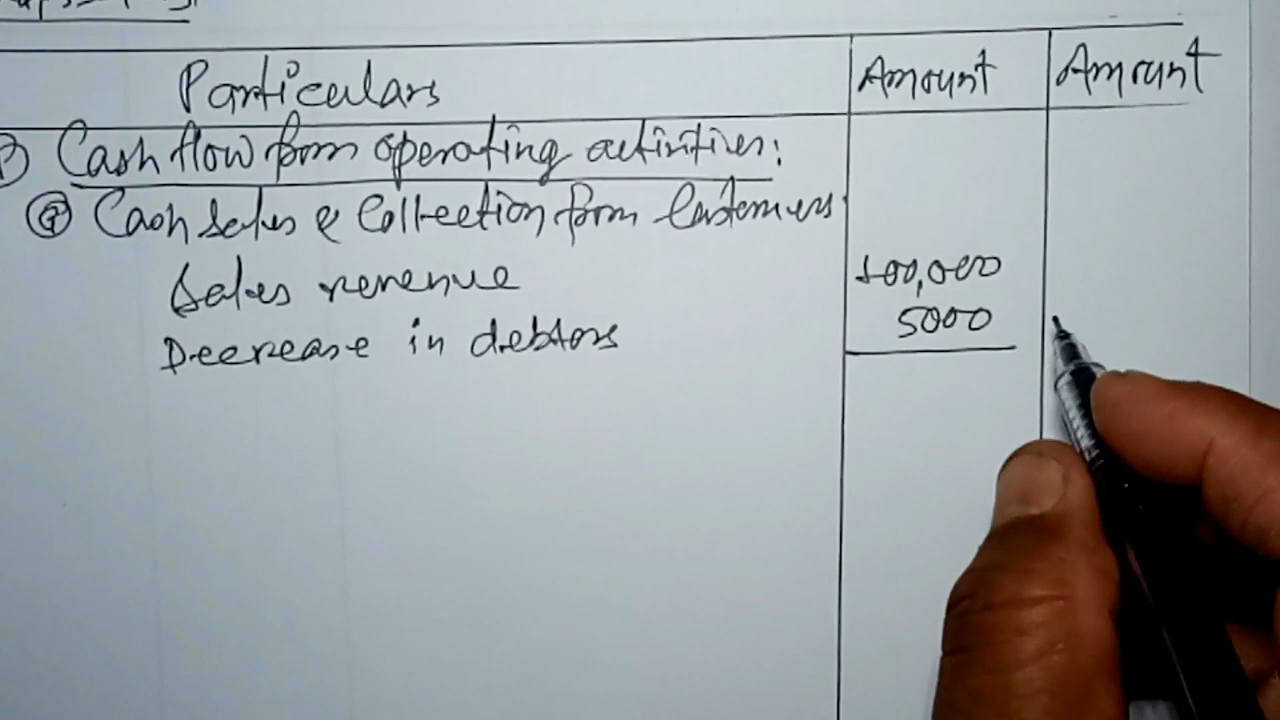 Particulars Amount Amount
Cash flow from operating activities:
(a) Cash sales & Collection from Customers
Sales revenue 100,000
Decrease in debtors 5000